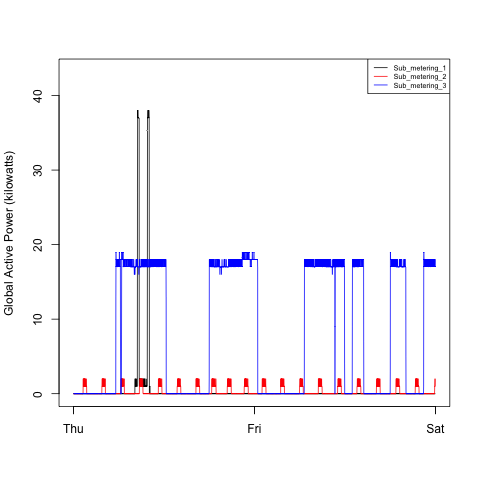 Sub_metering_1
Sub_metering_2
Sub_metering_3
Global Active Power (kilowatts)
40
30
20
10
0
Thu Fri Sat